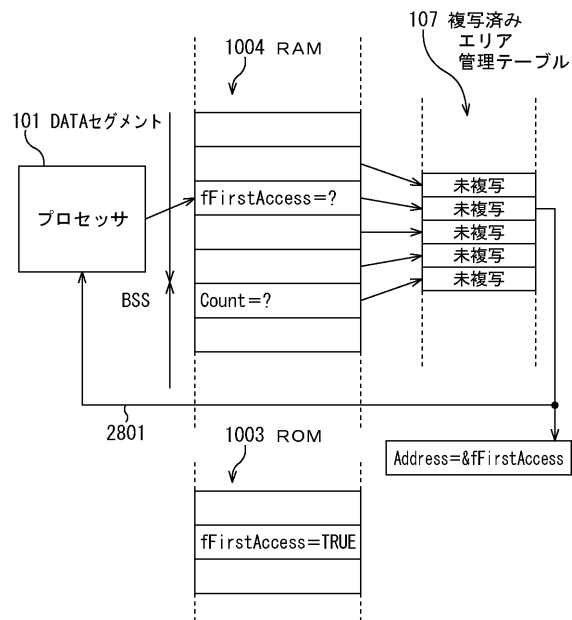 1004 RAM
107 複写済み
エリア
管理テーブル
101 DATAセグメント
プロセッサ
fFirstAccess=?
未複写
未複写
未複写
未複写
未複写
BSS
Count=?
2801
1003 ROM
Address=&fFirstAccess
fFirstAccess=TRUE